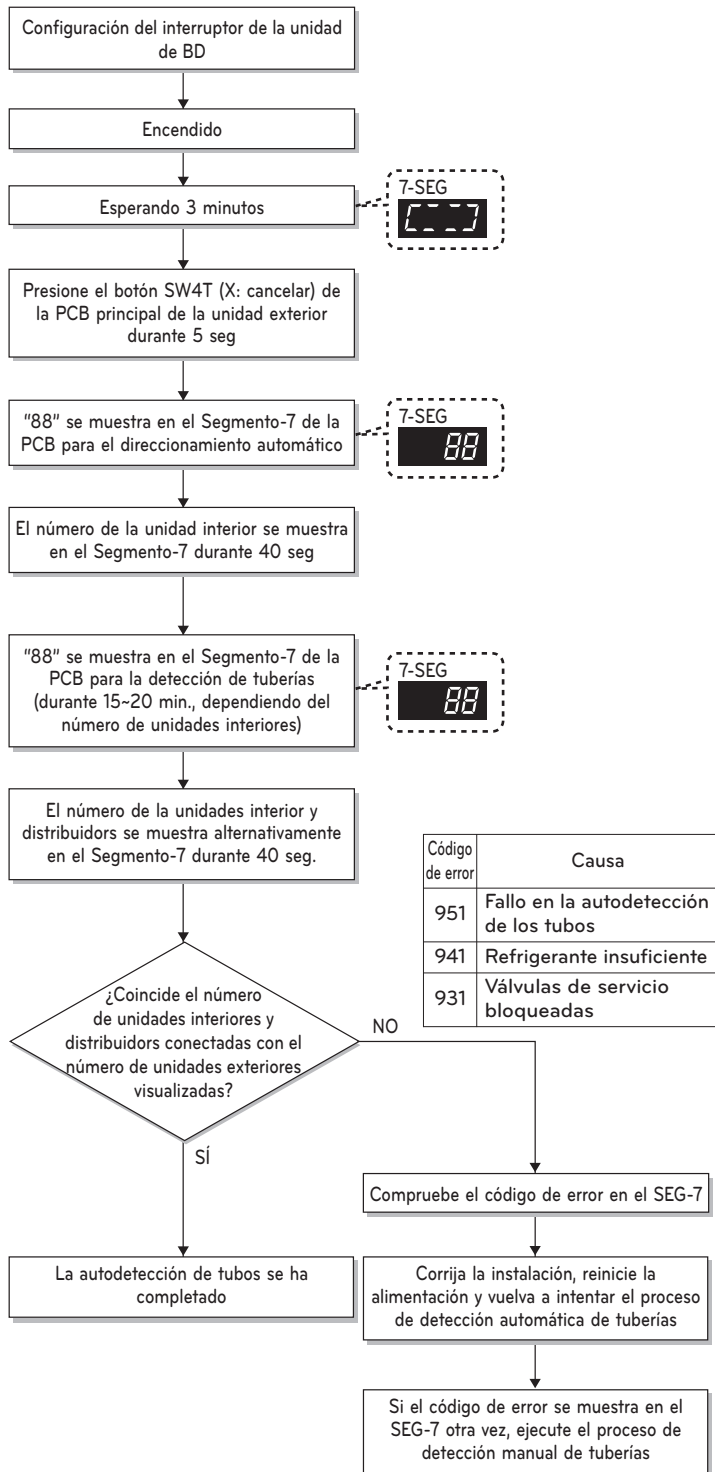 Configuración del interruptor de la unidad
de BD
Encendido
Esperando 3 minutos
7-SEG
Presione el botón SW4T (X: cancelar) de
la PCB principal de la unidad exterior
durante 5 seg
"88" se muestra en el Segmento-7 de la
PCB para el direccionamiento automático
7-SEG
88
El número de la unidad interior se muestra
en el Segmento-7 durante 40 seg
"88" se muestra en el Segmento-7 de la
PCB para la detección de tuberías
(durante 15~20 min., dependiendo del
número de unidades interiores)
7-SEG
88
El número de la unidades interior y
distribuidors se muestra alternativamente
en el Segmento-7 durante 40 seg.
Código
de error
Causa
951
Fallo en la autodetección
de los tubos
941
Refrigerante insuficiente
931
Válvulas de servicio
bloqueadas
¿Coincide el número
de unidades interiores y
distribuidors conectadas con el
número de unidades exteriores
visualizadas?
NO
SÍ
Compruebe el código de error en el SEG-7
La autodetección de tubos se ha
completado
Corrija la instalación, reinicie la
alimentación y vuelva a intentar el proceso
de detección automática de tuberías
Si el código de error se muestra en el
SEG-7 otra vez, ejecute el proceso de
detección manual de tuberías